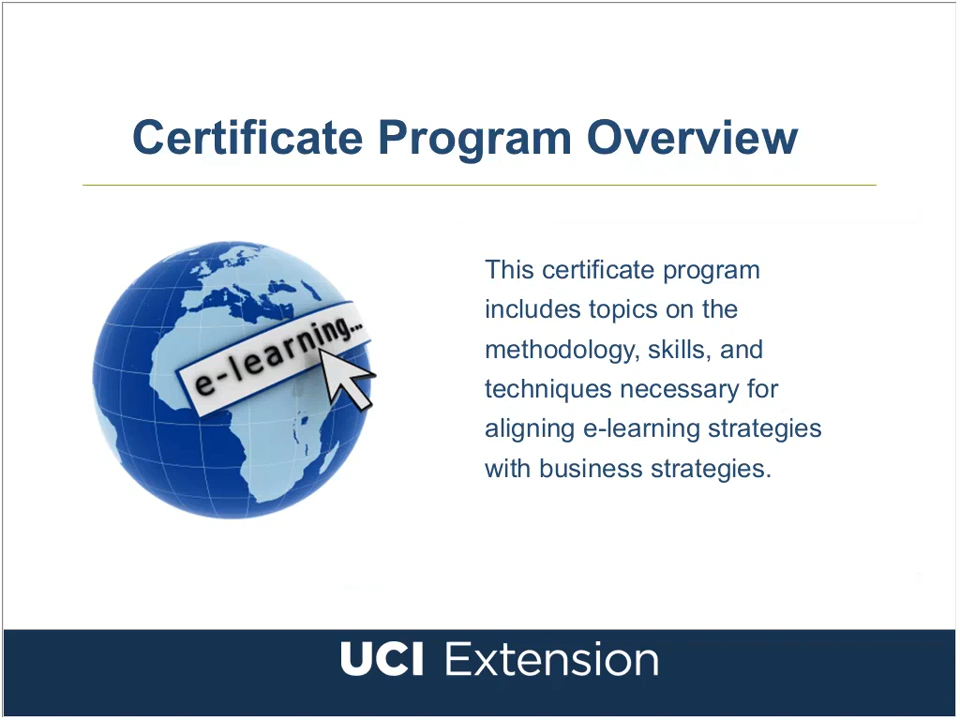 Certificate Program Overview
e-learning...
This certificate program
includes topics on the
methodology, skills, and
techniques necessary for
aligning e-learning strategies
with business strategies.
UCI Extension